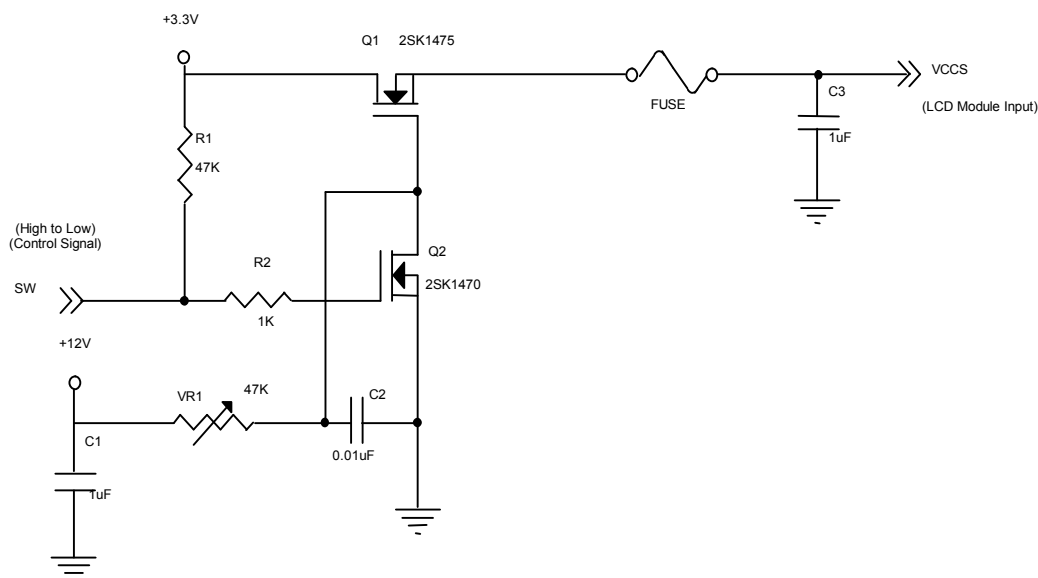 +3.3V
Q1 2SK1475
VCCS
FUSE
C3
(LCD Module Input)
1uF
R1
47K
(High to Low)
(Control Signal)
Q2
R2
SW
2SK1470
1K
+12V
47K
VR1
C2
C1
0.01uF
1uF